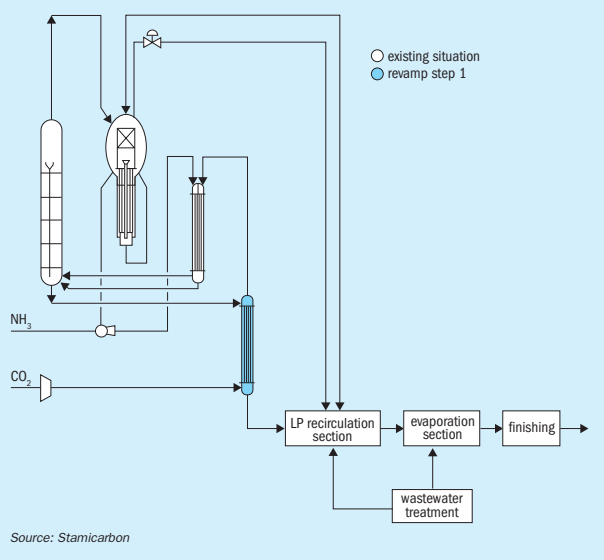 existing situation
revamp step 1
NH3
CO2
LP recirculation
section
evaporation
section
finishing
wastewater
treatment
Source: Stamicarbon